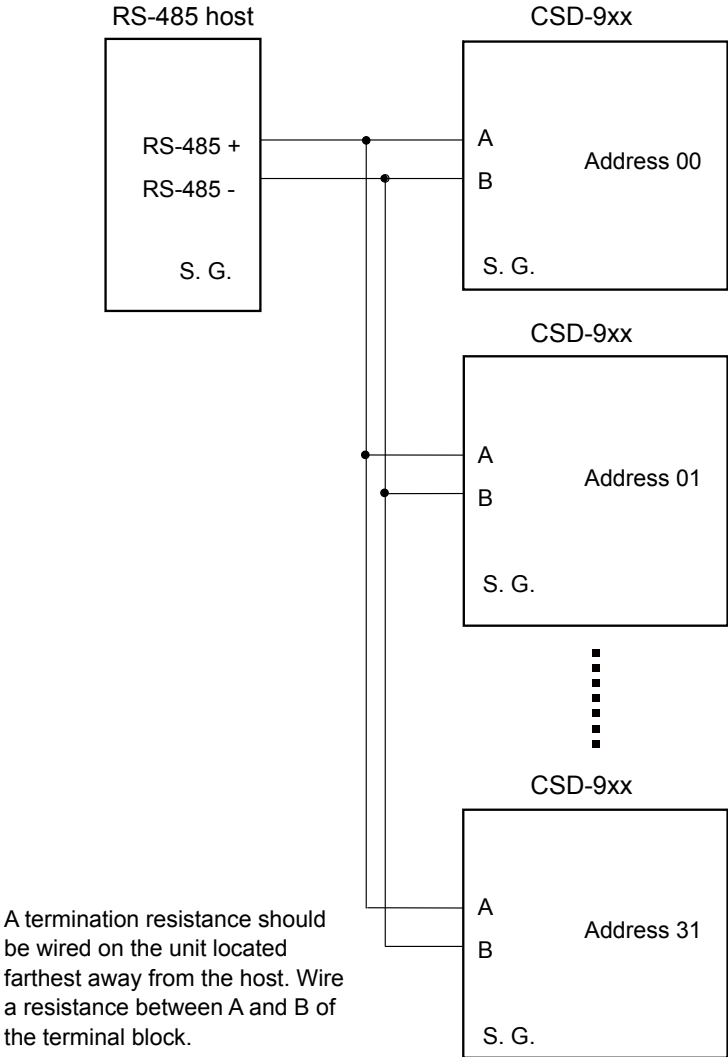 RS-485 host
RS-485 +
RS-485 -
S. G.
CSD-9xx
A
B
Address 00
S. G.
CSD-9xx
A
B
Address 01
S. G.
CSD-9xx
A
B
Address 31
S. G.
A termination resistance should
be wired on the unit located
farthest away from the host. Wire
a resistance between A and B of
the terminal block.